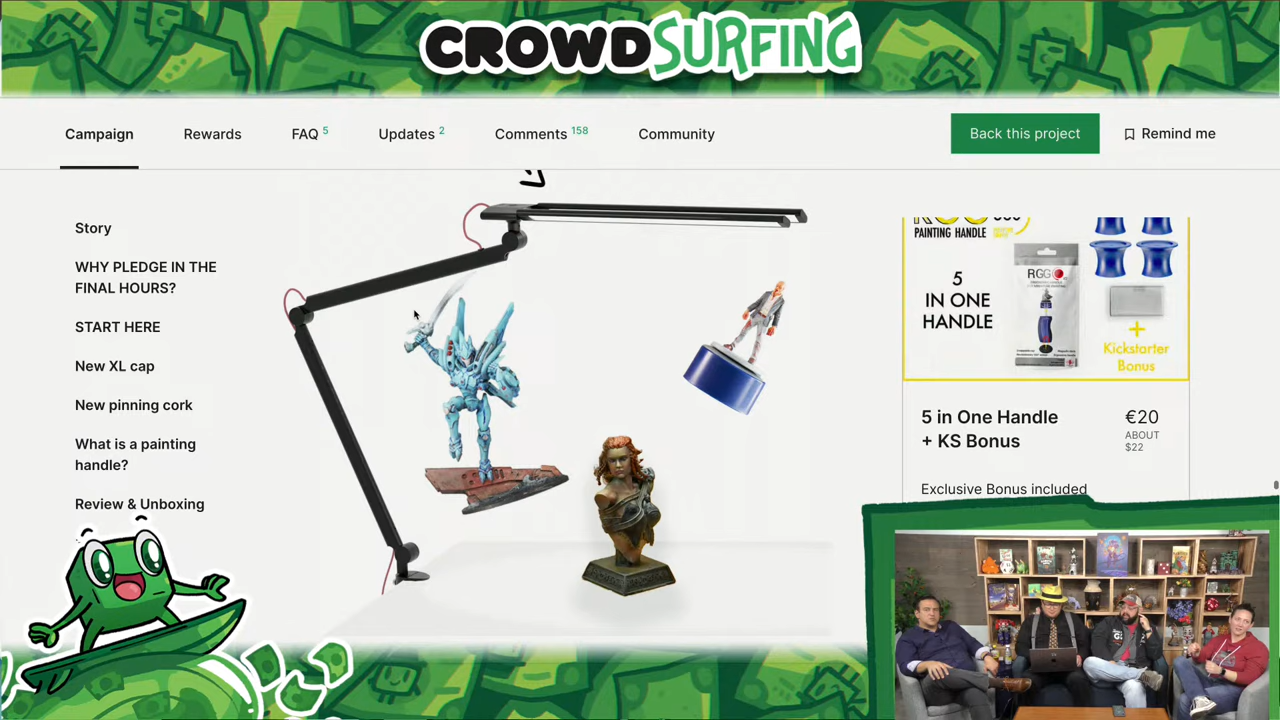 CROWDSURFING
Campaign
Rewards
FAQ 5
Updates 2
Comments 158
Community
Back this project
Remind me
Story
WHY PLEDGE IN THE
FINAL HOURS?
START HERE
New XL cap
New pinning cork
What is a painting
handle?
Review & Unboxing
PAINTING HANDLE
5
IN ONE
HANDLE
RGG
+
Kickstarter
Bonus
5 in One Handle
+ KS Bonus
€20
ABOUT
$22
Exclusive Bonus included